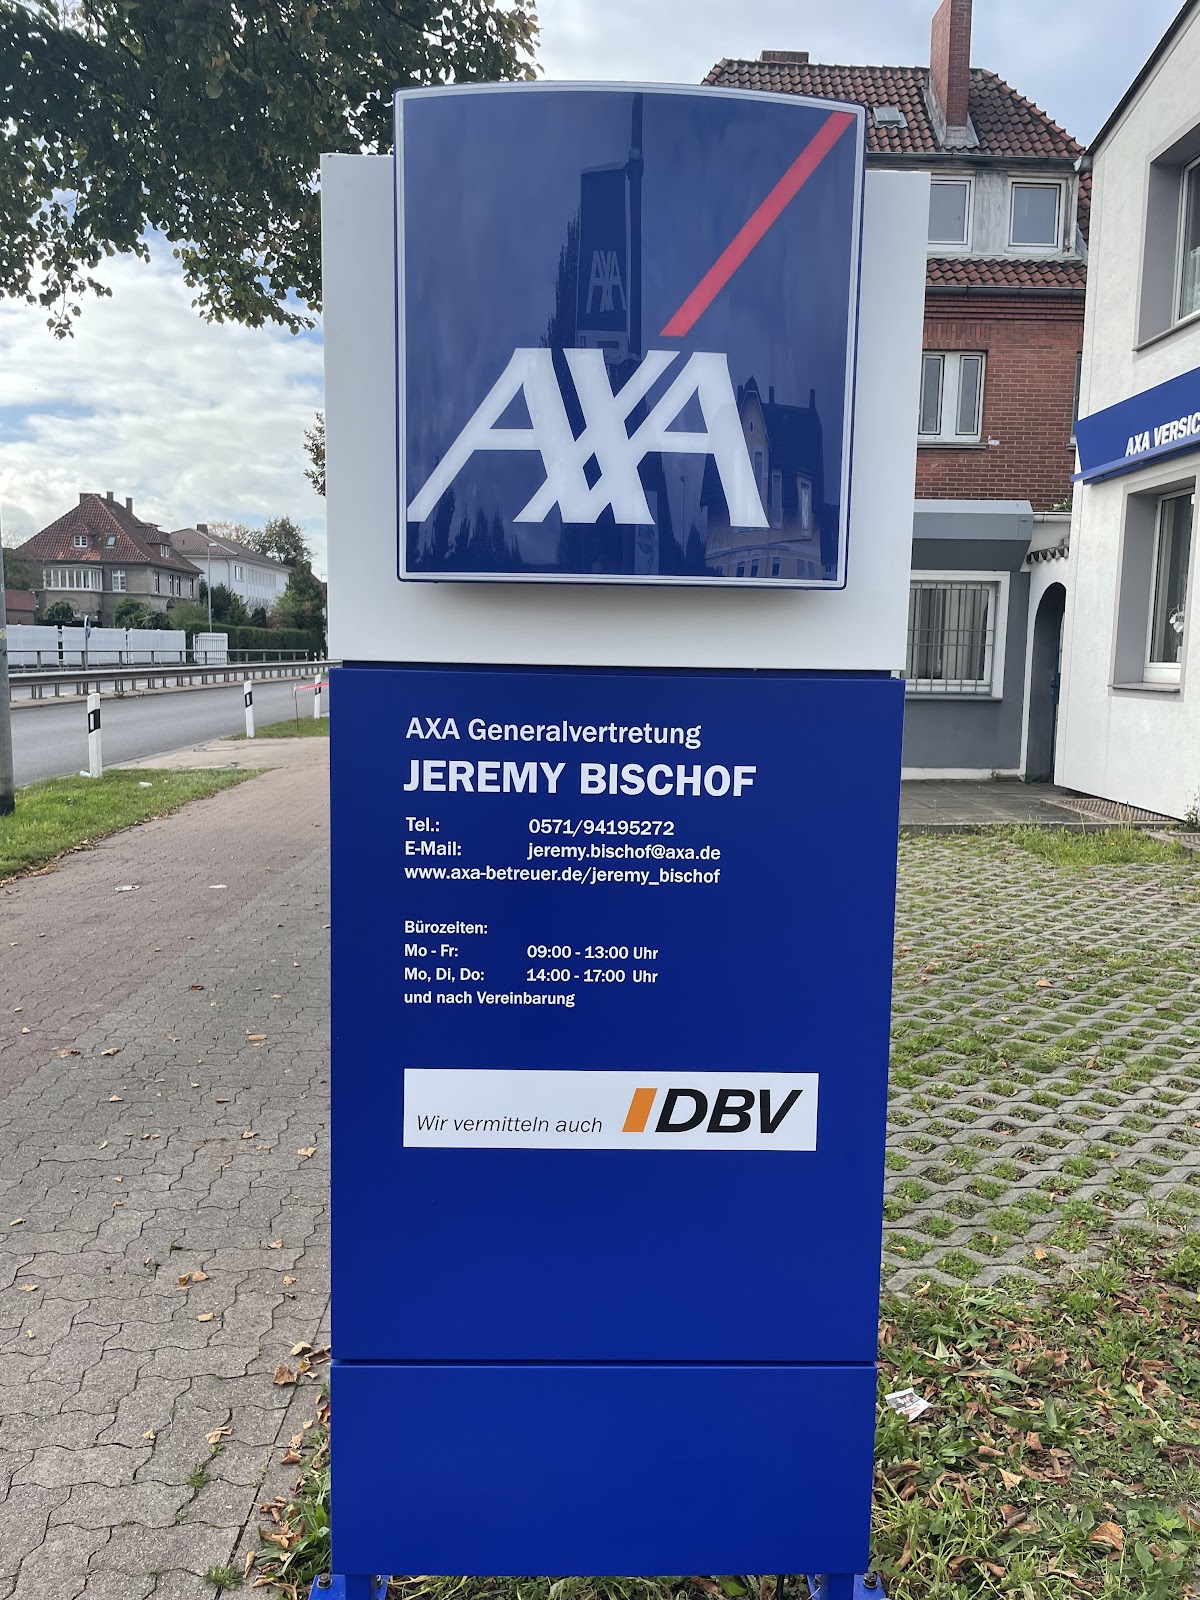 AXA
AXA
AXA VERSIC
AXA Generalvertretung
JEREMY BISCHOF
Tel.: 0571/94195272
E-Mail: jeremy.bischof@axa.de
www.axa-betreuer.de/jeremy_bischof
Bürozeiten:
Mo - Fr: 09:00 - 13:00 Uhr
Mo, Di, Do: 14:00 - 17:00 Uhr
und nach Vereinbarung
Wir vermitteln auch DBV